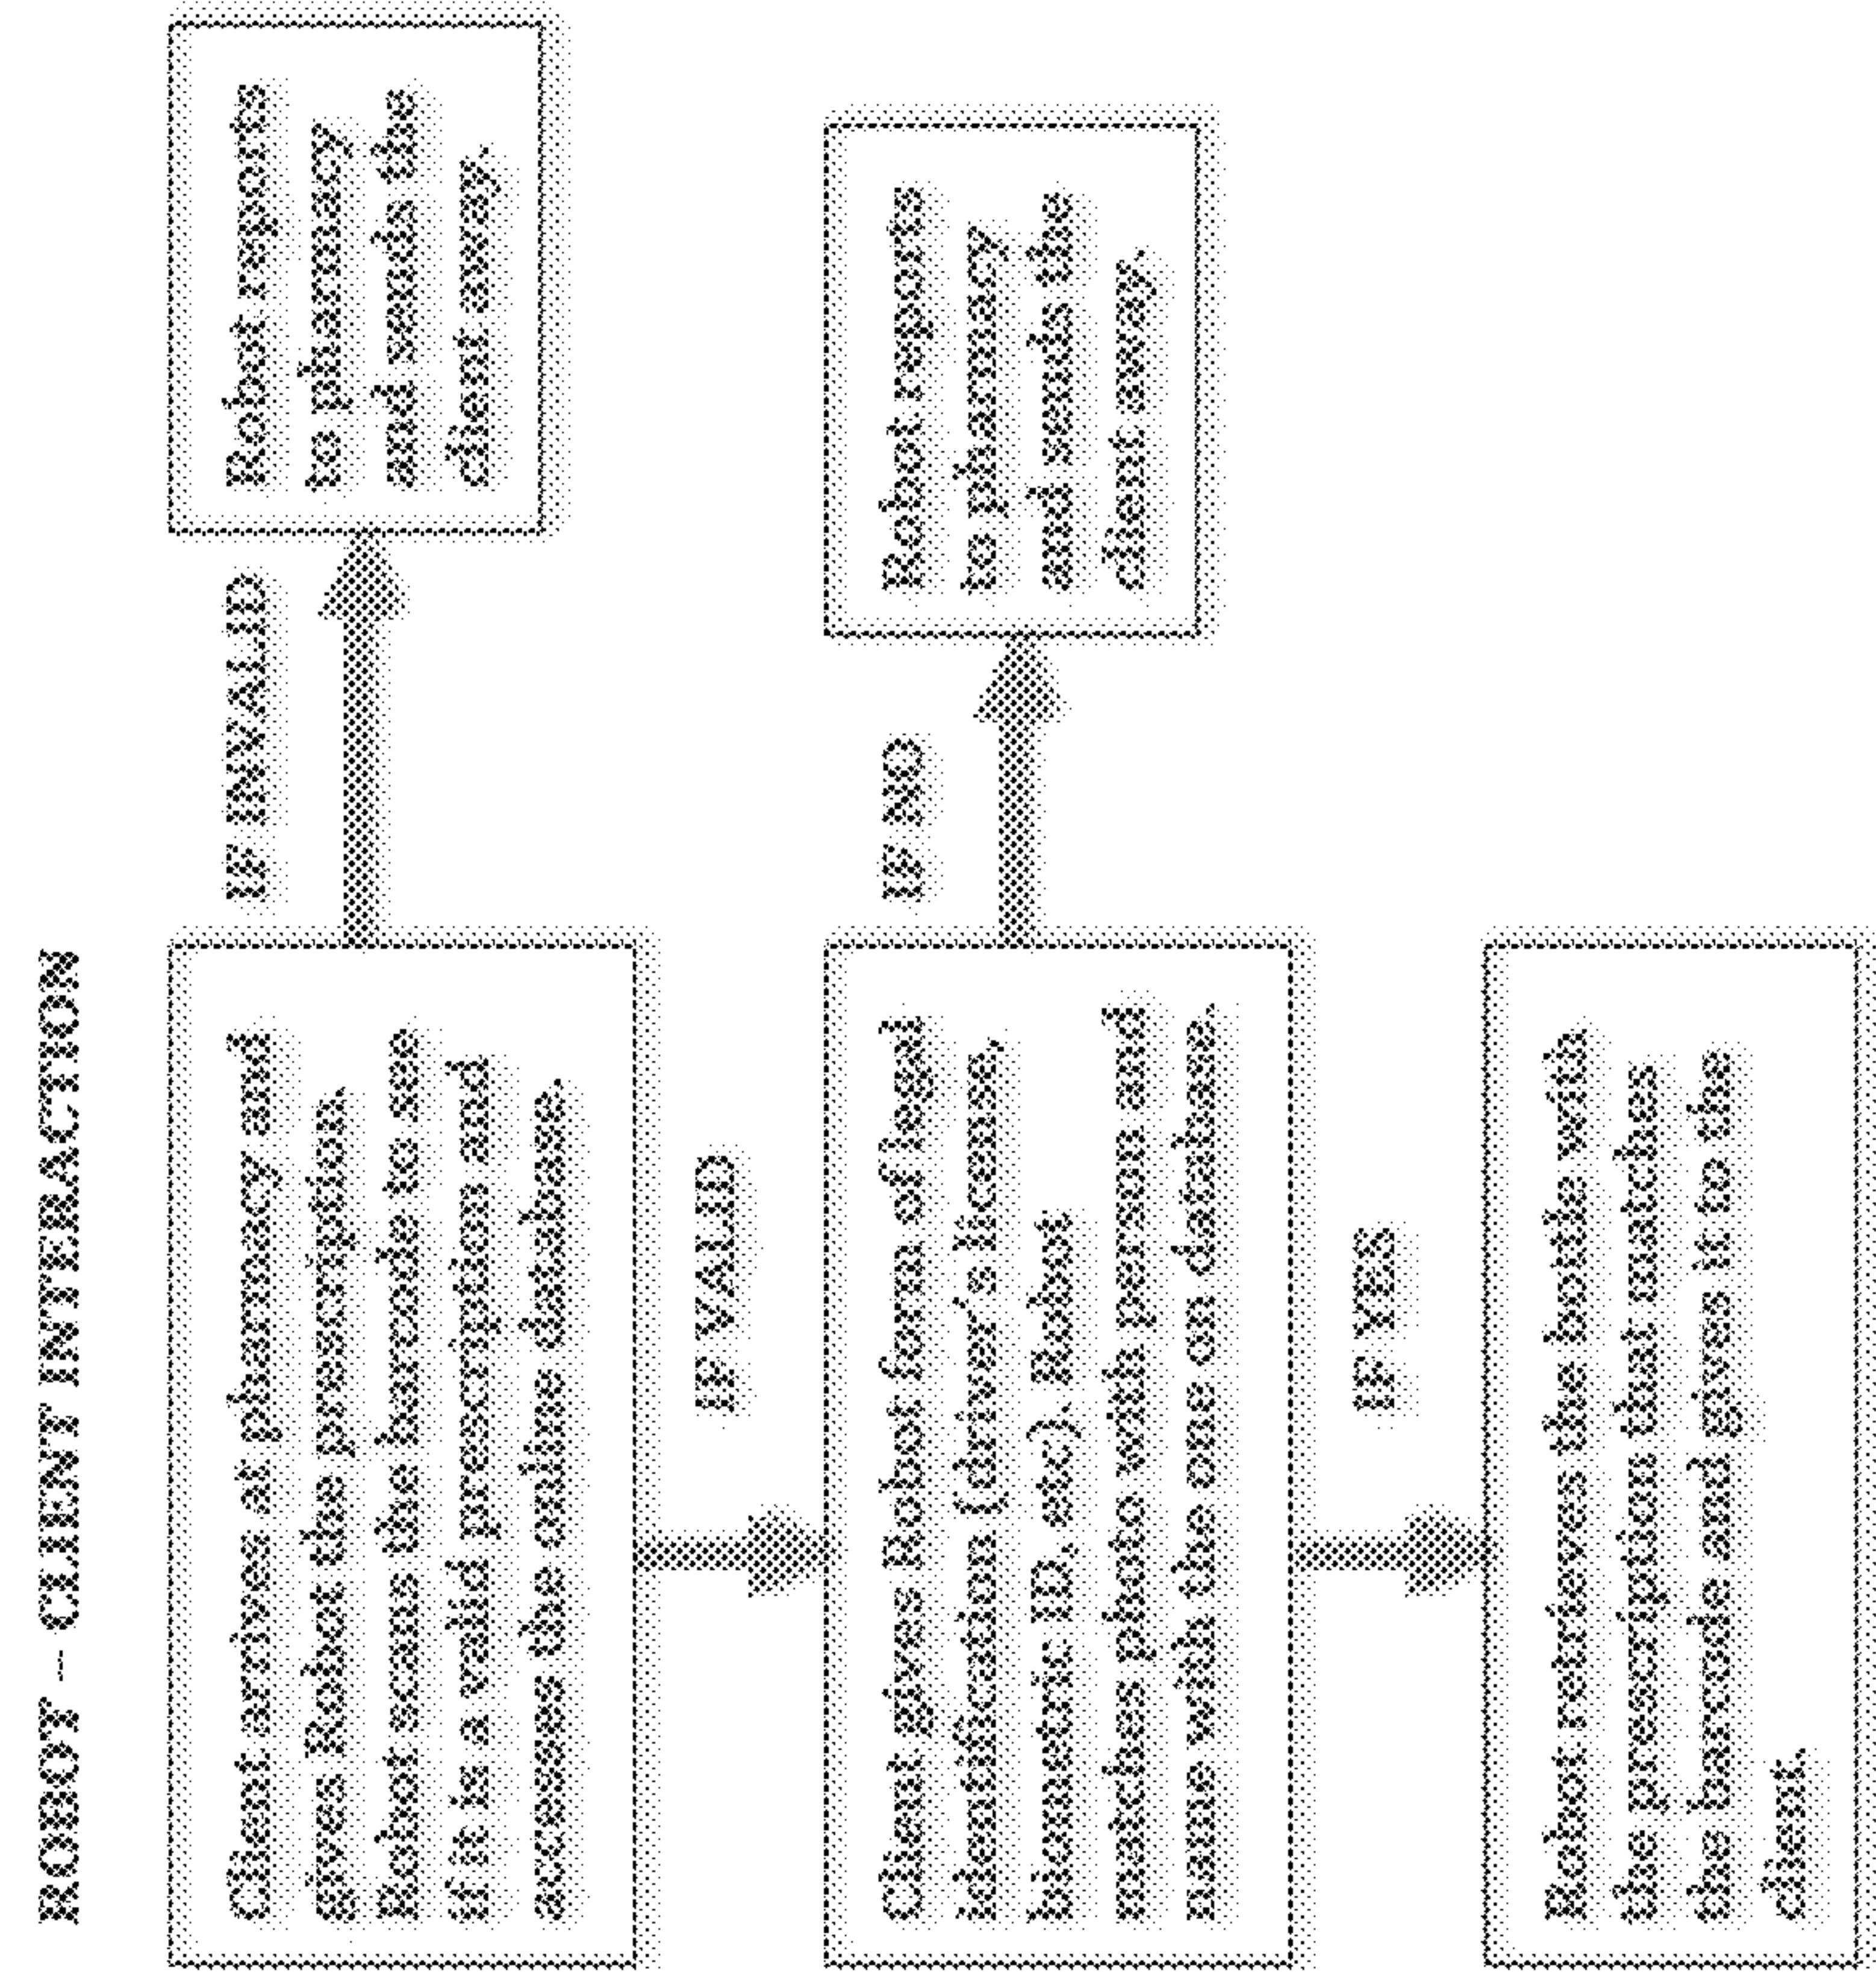 ROBOT – CLIENT INTERACTION
Client arrives at pharmacy and
gives Robot the prescription.
Robot scans the barcode to see
if it is a valid prescription and
accesses the online database.
IF INVALID
Robot reports
to pharmacy
and sends the
client away.
IF VALID
Client gives Robot form of legal
identification (driver's license,
biometric ID, etc). Robot
matches photo with person and
name with the one on database.
IF NO
Robot reports
to pharmacy
and sends the
client away.
IF YES
Robot retrieves the bottle with
the prescription that matches
the barcode and gives it to the
client.